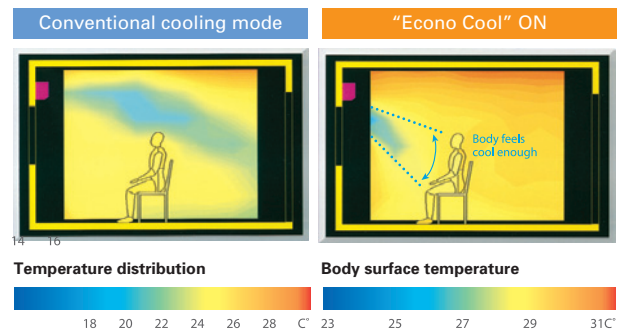 Conventional cooling mode
“Econo Cool” ON
Body feels
cool enough
14 16
Temperature distribution
Body surface temperature
18 20 22 24 26 28 C°
23 25 27 29 31C°